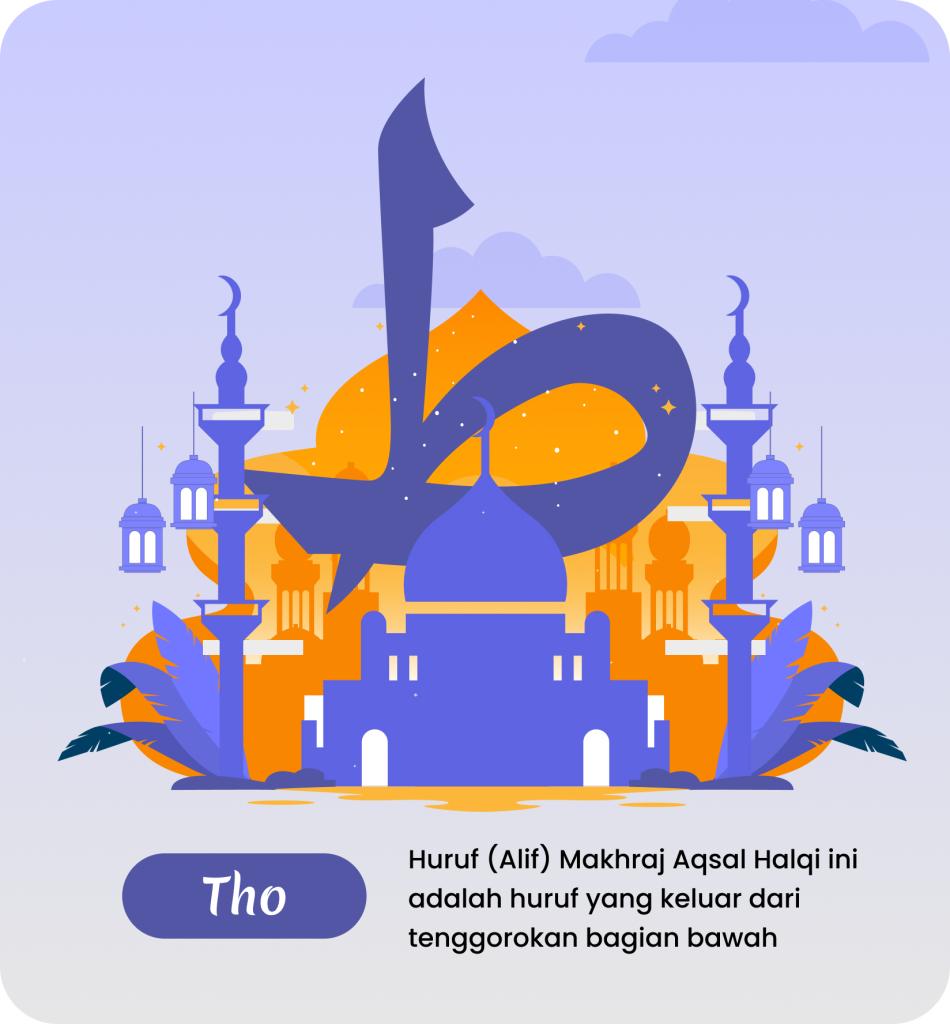 ط
Tho
Huruf (Alif) Makhraj Aqsal Halqi ini
adalah huruf yang keluar dari
tenggorokan bagian bawah